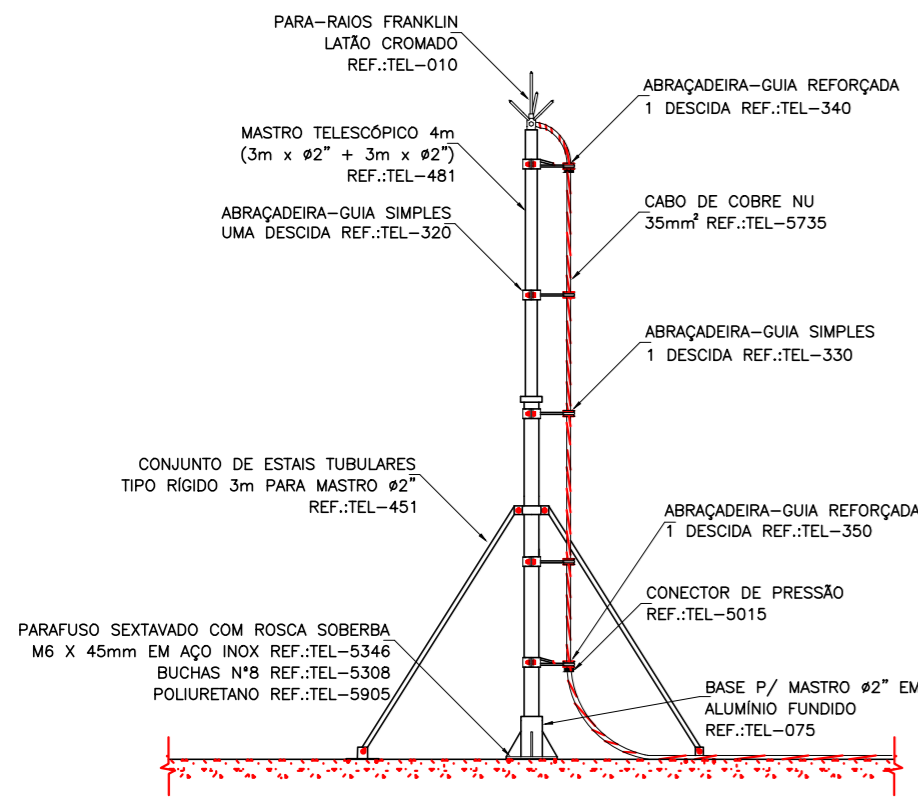 PARA-RAIOS FRANKLIN
LATÃO CROMADO
REF.:TEL-010
ABRAÇADEIRA-GUIA REFORÇADA
1 DESCIDA REF.:TEL-340
MASTRO TELESCÓPICO 4m
(3m x ø2" + 3m x ø2")
REF.:TEL-481
CABO DE COBRE NU
35mm² REF.:TEL-5735
ABRAÇADEIRA-GUIA SIMPLES
UMA DESCIDA REF.:TEL-320
ABRAÇADEIRA-GUIA SIMPLES
1 DESCIDA REF.:TEL-330
CONJUNTO DE ESTAIS TUBULARES
TIPO RÍGIDO 3m PARA MASTRO ø2"
REF.:TEL-451
ABRAÇADEIRA-GUIA REFORÇADA
1 DESCIDA REF.:TEL-350
CONECTOR DE PRESSÃO
REF.:TEL-5015
PARAFUSO SEXTAVADO COM ROSCA SOBERBA
M6 X 45mm EM AÇO INOX REF.:TEL-5346
BUCHAS N°8 REF.:TEL-5308
POLIURETANO REF.:TEL-5905
BASE P/ MASTRO ø2" EM
ALUMÍNIO FUNDIDO
REF.:TEL-075